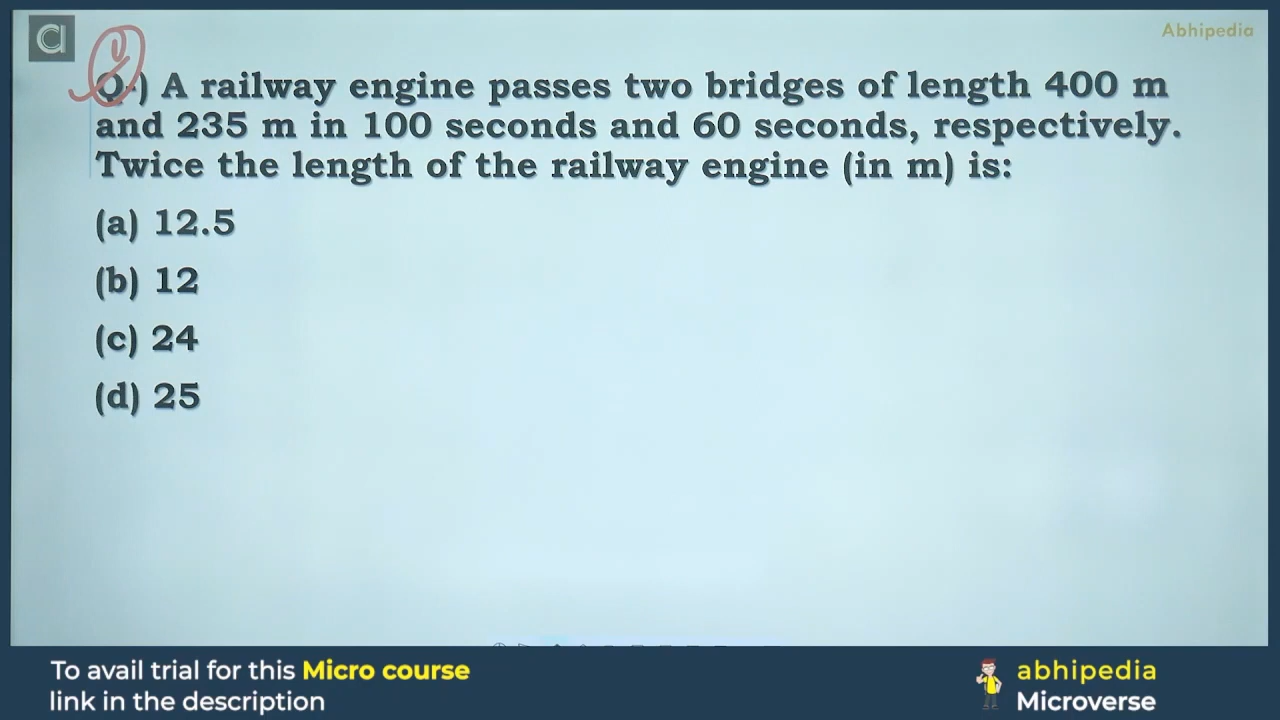 Abhipedia
Q.) A railway engine passes two bridges of length 400 m
and 235 m in 100 seconds and 60 seconds, respectively.
Twice the length of the railway engine (in m) is:
(a) 12.5
(b) 12
(c) 24
(d) 25
To avail trial for this Micro course
link in the description
abhipedia
Microverse